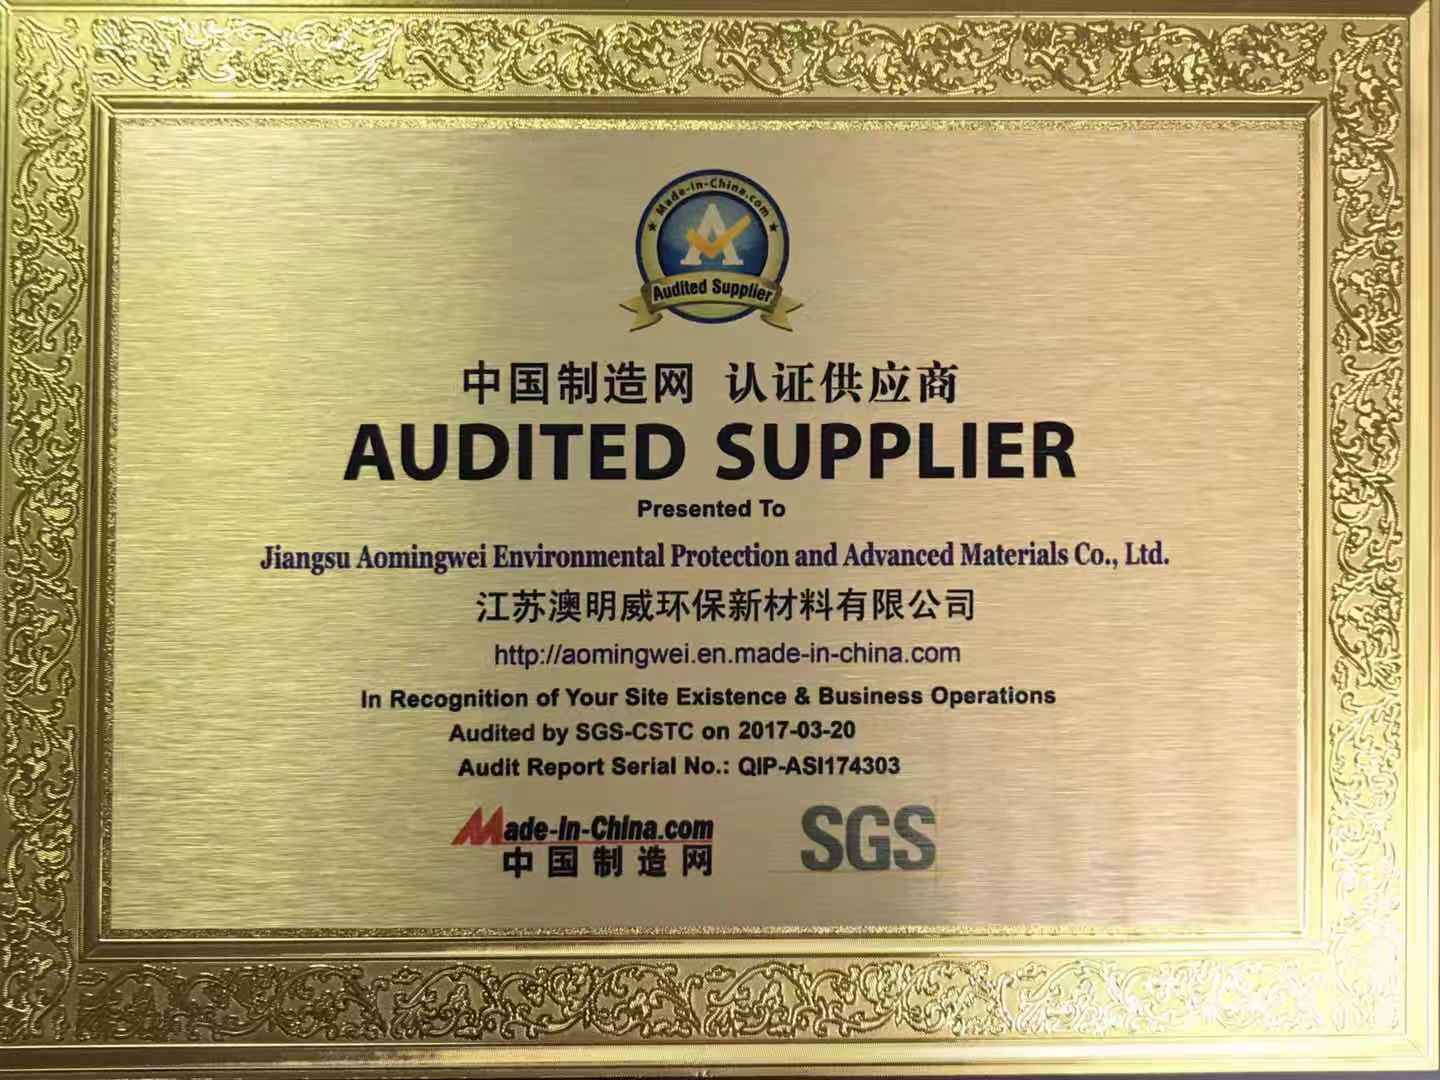 Made-in-China.com
A
Audited Supplier
中国制造网 认证供应商
AUDITED SUPPLIER
Presented To
Jiangsu Aomingwei Environmental Protection and Advanced Materials Co., Ltd.
江苏澳明威环保新材料有限公司
http://aomingwei.en.made-in-china.com
In Recognition of Your Site Existence & Business Operations
Audited by SGS-CSTC on 2017-03-20
Audit Report Serial No.: QIP-ASI174303
Made-in-China.com
中国制造网
SGS